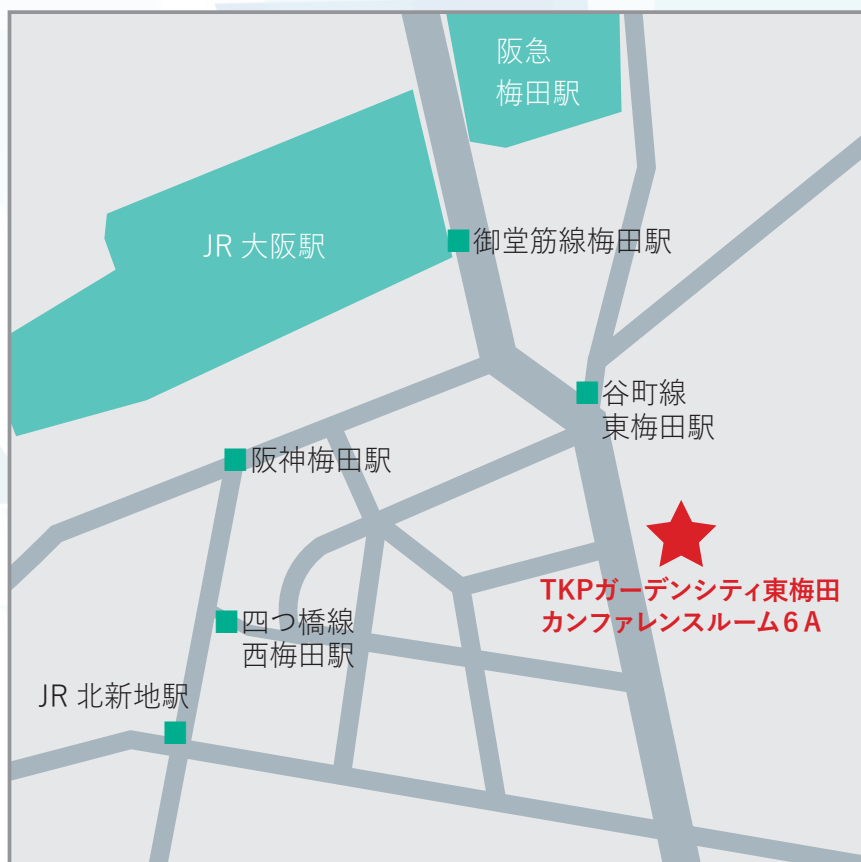 阪急
梅田駅
JR 大阪駅
御堂筋線梅田駅
谷町線
東梅田駅
阪神梅田駅
TKPガーデンシティ東梅田
カンファレンスルーム6A
四つ橋線
西梅田駅
JR 北新地駅